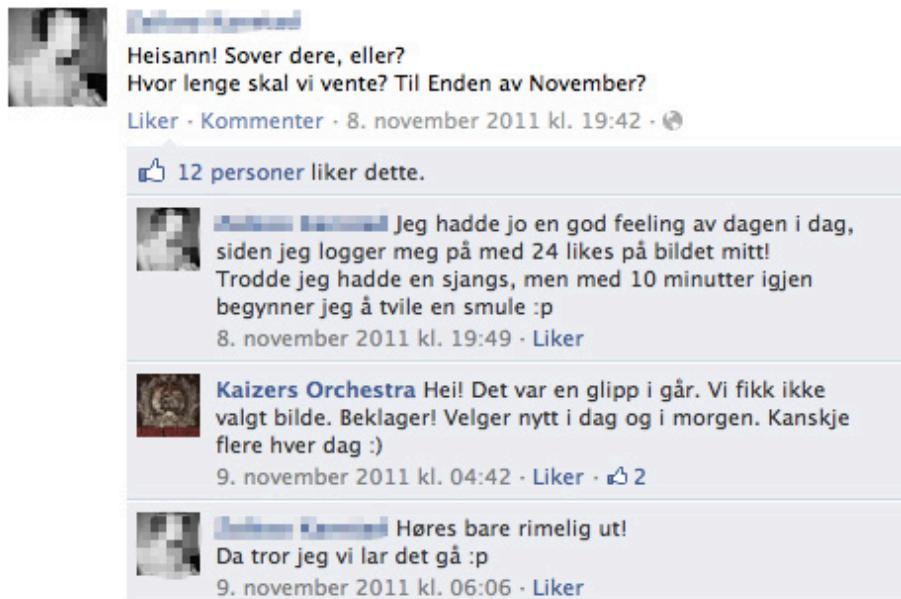 Heisann! Sover dere, eller?
Hvor lenge skal vi vente? Til Enden av November?
Liker · Kommenter · 8. november 2011 kl. 19:42 ·
12 personer liker dette.
Jeg hadde jo en god feeling av dagen i dag,
siden jeg logger meg på med 24 likes på bildet mitt!
Trodde jeg hadde en sjangs, men med 10 minutter igjen
begynner jeg å tvile en smule :p
8. november 2011 kl. 19:49 · Liker
Kaizers Orchestra Hei! Det var en glipp i går. Vi fikk ikke
valgt bilde. Beklager! Velger nytt i dag og i morgen. Kanskje
flere hver dag :)
9. november 2011 kl. 04:42 · Liker · 2
Høres bare rimelig ut!
Da tror jeg vi lar det gå :p
9. november 2011 kl. 06:06 · Liker